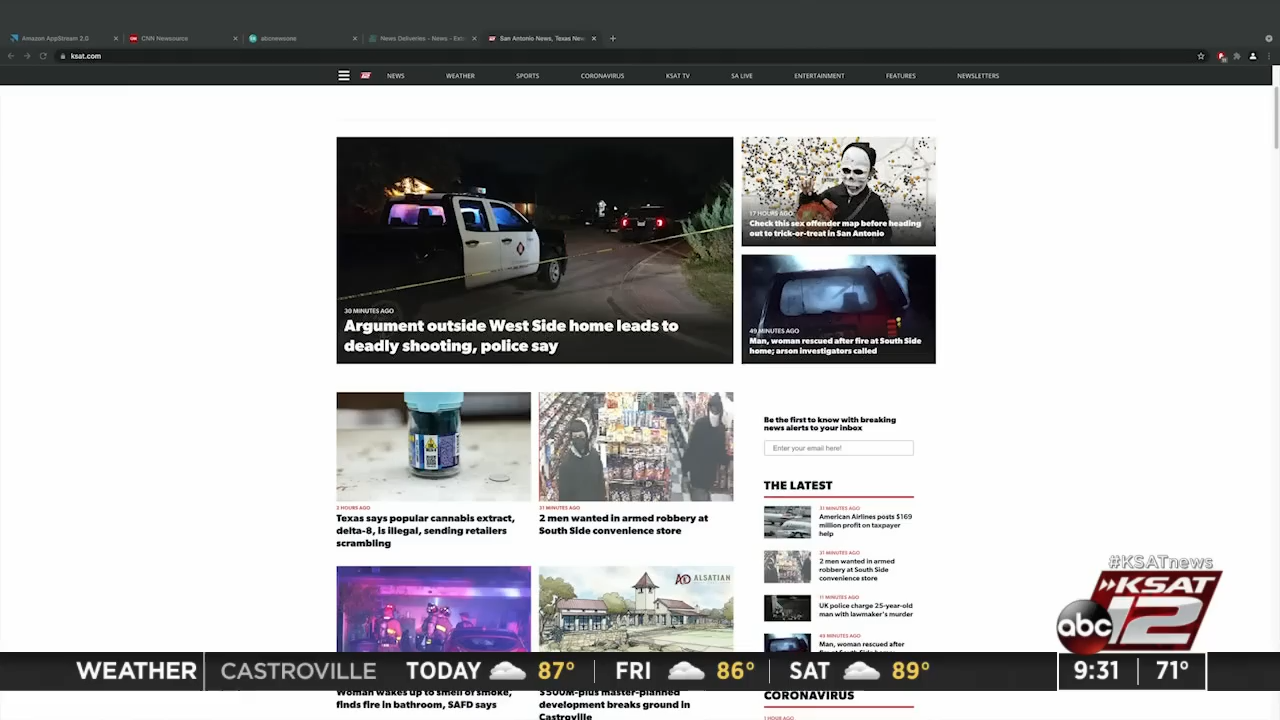 Amazon AppStream 2.0
CNN Newsource
abcnewsone
News Deliveries – News – Extr
San Antonio News, Texas New
ksat.com
NEWS
WEATHER
SPORTS
CORONAVIRUS
KSAT TV
SA LIVE
ENTERTAINMENT
FEATURES
NEWSLETTERS
30 MINUTES AGO
Argument outside West Side home leads to
deadly shooting, police say
17 HOURS AGO
Check this sex offender map before heading
out to trick-or-treat in San Antonio
49 MINUTES AGO
Man, woman rescued after fire at South Side
home; arson investigators called
2 HOURS AGO
Texas says popular cannabis extract,
delta-8, is illegal, sending retailers
scrambling
31 MINUTES AGO
2 men wanted in armed robbery at
South Side convenience store
Be the first to know with breaking
news alerts to your inbox
Enter your email here!
THE LATEST
31 MINUTES AGO
American Airlines posts $169
million profit on taxpayer
help
31 MINUTES AGO
2 men wanted in armed
robbery at South Side
convenience store
11 MINUTES AGO
UK police charge 25-year-old
man with lawmaker's murder
49 MINUTES AGO
Man, woman rescued after
ALSATIAN
#KSATnews
KSAT
abc 12
WEATHER CASTROVILLE TODAY 87° FRI 86° SAT 89° 9:31 71°
Woman wakes up to smell of smoke,
finds fire in bathroom, SAFD says
$500M-plus master-planned
development breaks ground in
Castroville
CORONAVIRUS
1 HOUR AGO